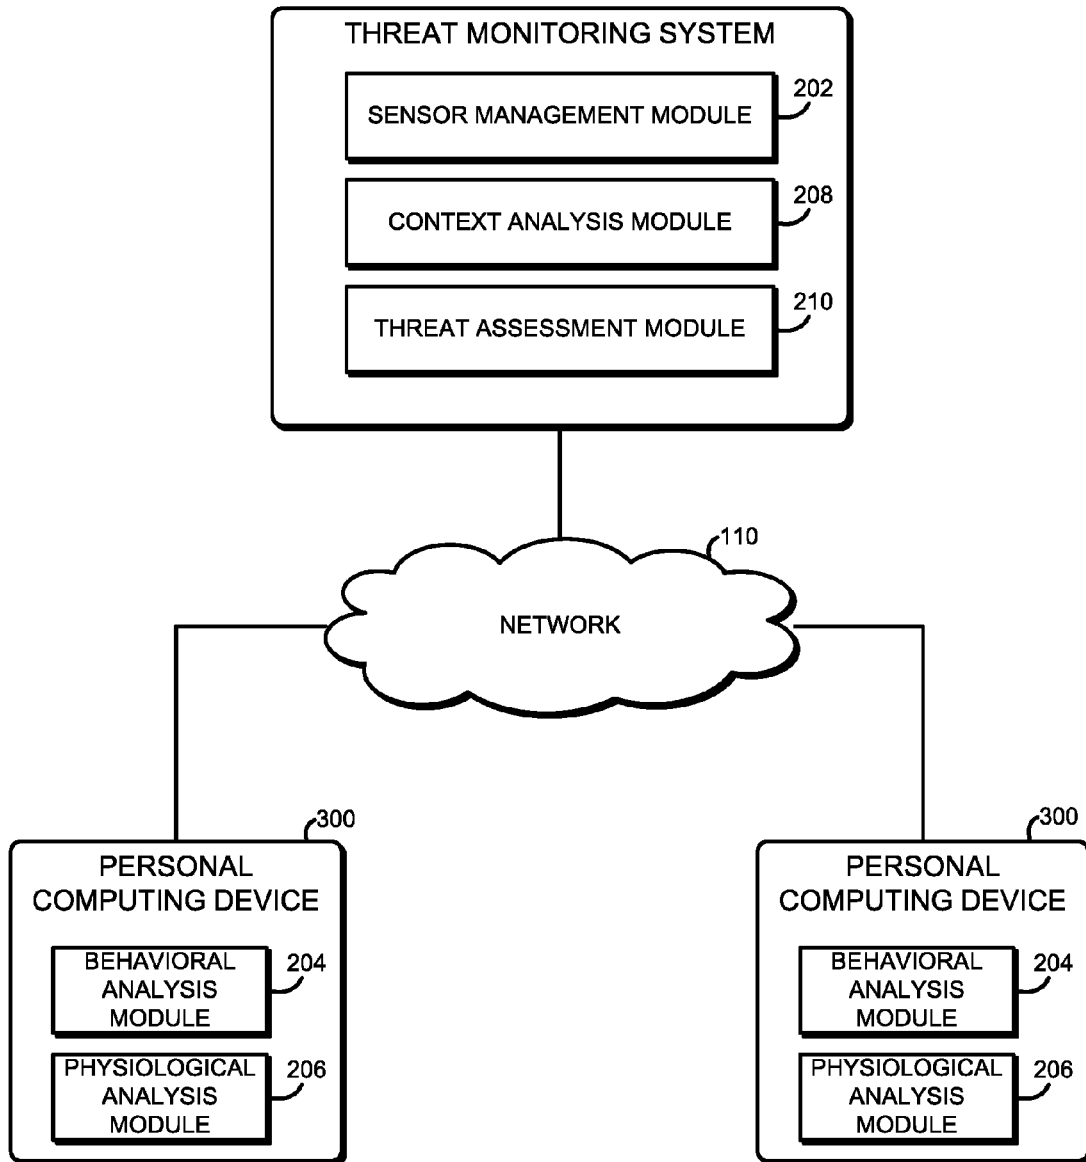 THREAT MONITORING SYSTEM
SENSOR MANAGEMENT MODULE
202
CONTEXT ANALYSIS MODULE
208
THREAT ASSESSMENT MODULE
210
110
NETWORK
300
PERSONAL
COMPUTING DEVICE
BEHAVIORAL
ANALYSIS
MODULE
204
PHYSIOLOGICAL
ANALYSIS
MODULE
206
300
PERSONAL
COMPUTING DEVICE
BEHAVIORAL
ANALYSIS
MODULE
204
PHYSIOLOGICAL
ANALYSIS
MODULE
206